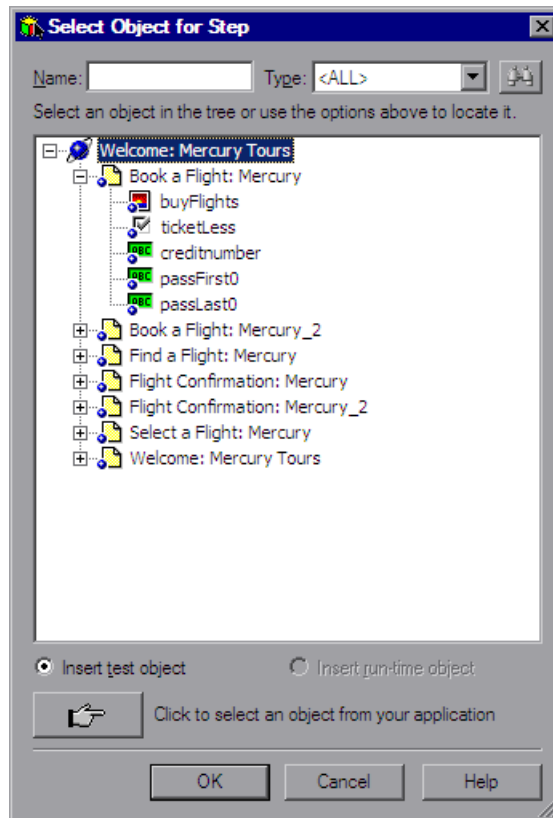 Select Object for Step
Name: Type: <ALL>
Select an object in the tree or use the options above to locate it.
Welcome: Mercury Tours
Book a Flight: Mercury
buyFlights
ticketLess
creditnumber
passFirst0
passLast0
Book a Flight: Mercury_2
Find a Flight: Mercury
Flight Confirmation: Mercury
Flight Confirmation: Mercury_2
Select a Flight: Mercury
Welcome: Mercury Tours
Insert test object Insert run-time object
Click to select an object from your application
OK Cancel Help